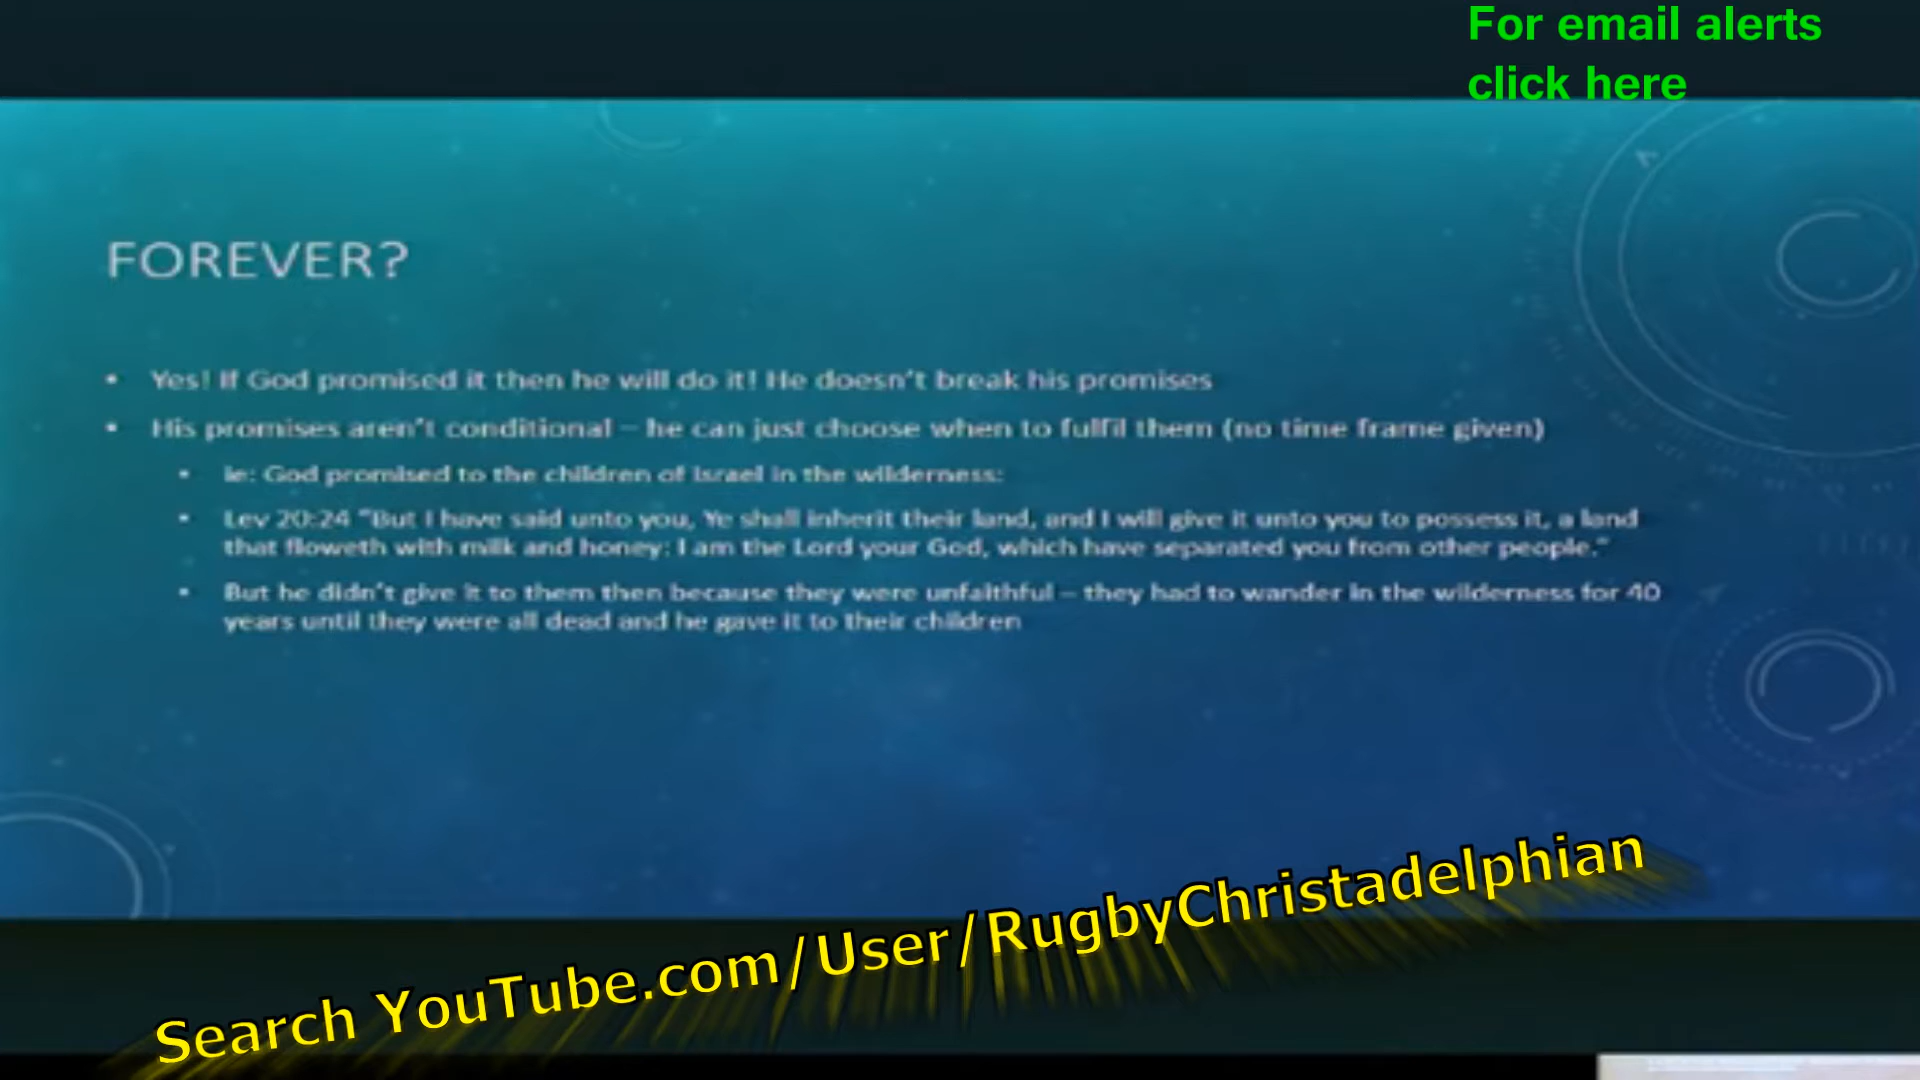 For email alerts
click here
FOREVER?
• Yes! If God promised it then he will do it! He doesn't break his promises
• His promises aren't conditional – he can just choose when to fulfil them (no time frame given)
• ie: God promised to the children of Israel in the wilderness:
• Lev 20:24 "But I have said unto you, Ye shall inherit their land, and I will give it unto you to possess it, a land
that floweth with milk and honey: I am the Lord your God, which have separated you from other people."
• But he didn't give it to them then because they were unfaithful – they had to wander in the wilderness for 40
years until they were all dead and he gave it to their children
Search YouTube.com/User/RugbyChristadelphian